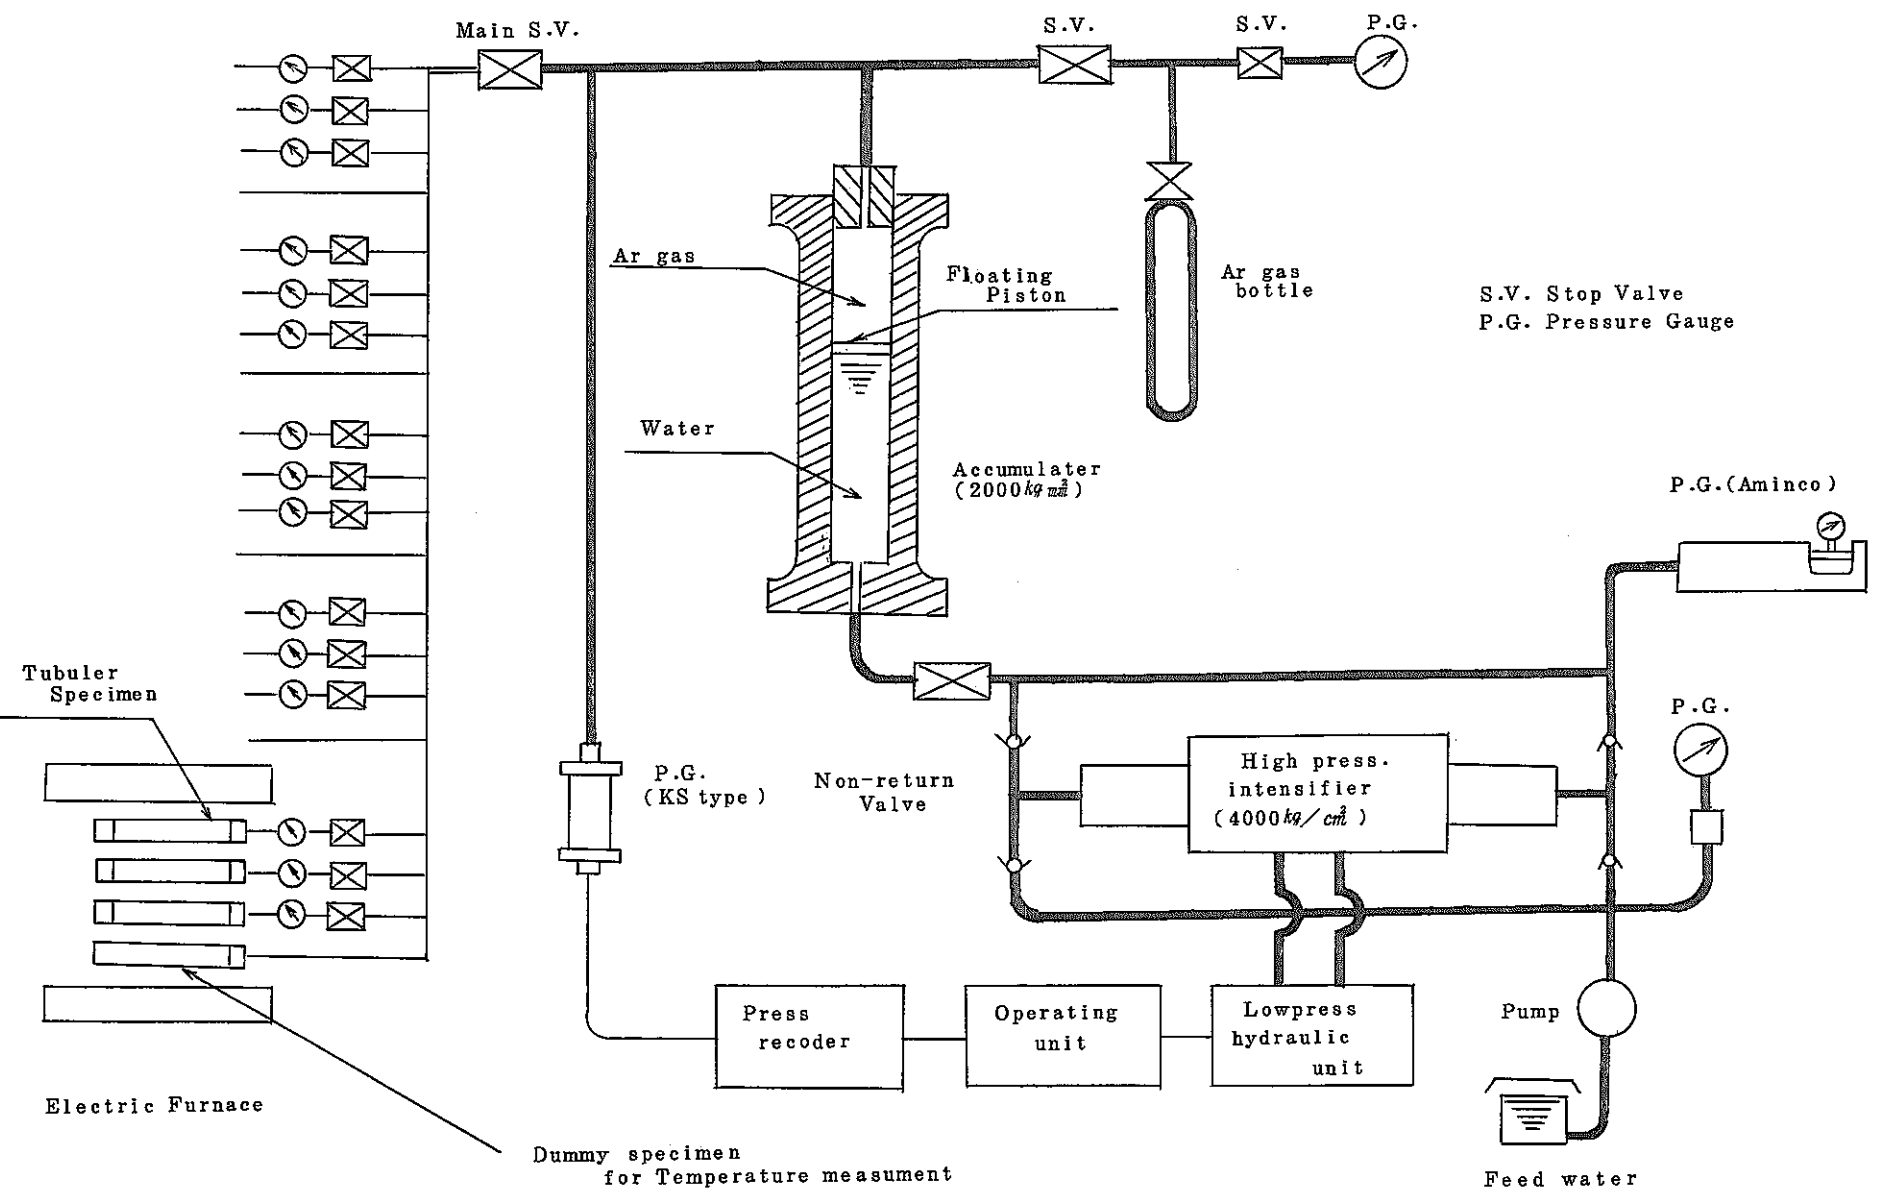 Main S.V.
S.V.
S.V.
P.G.
Ar gas
Floating
Piston
Ar gas
bottle
S.V. Stop Valve
P.G. Pressure Gauge
Water
Accumulater
(2000kg
P.G.(Aminco)
Tubuler
Specimen
P.G.
P.G.
(KS type)
Non-return
Valve
High press.
intensifier
(4000kg/cm²)
Press
recoder
Operating
unit
Lowpress
hydraulic
unit
Pump
Electric Furnace
Dummy specimen
for Temperature measument
Feed water